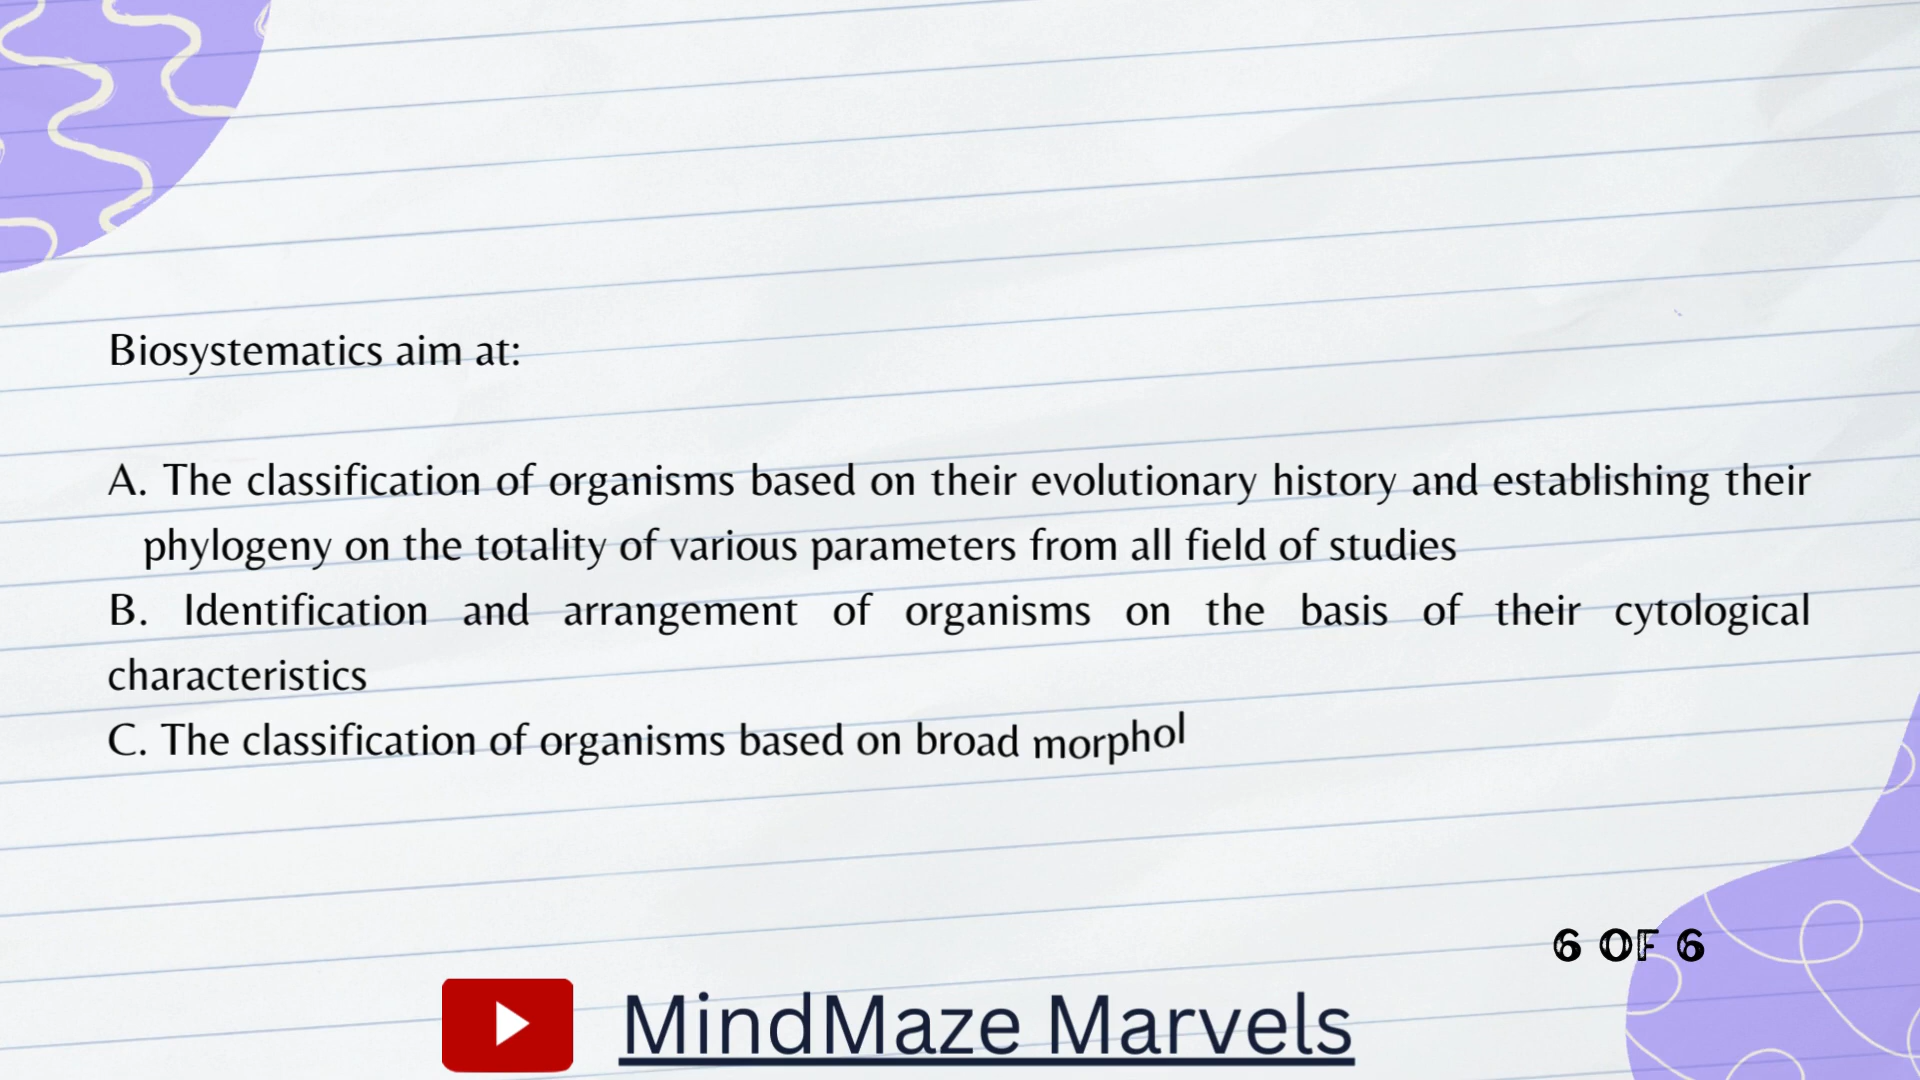 Biosystematics aim at:
A. The classification of organisms based on their evolutionary history and establishing their
phylogeny on the totality of various parameters from all field of studies
B. Identification and arrangement of organisms on the basis of their cytological
characteristics
C. The classification of organisms based on broad morphol
6 OF 6
MindMaze Marvels